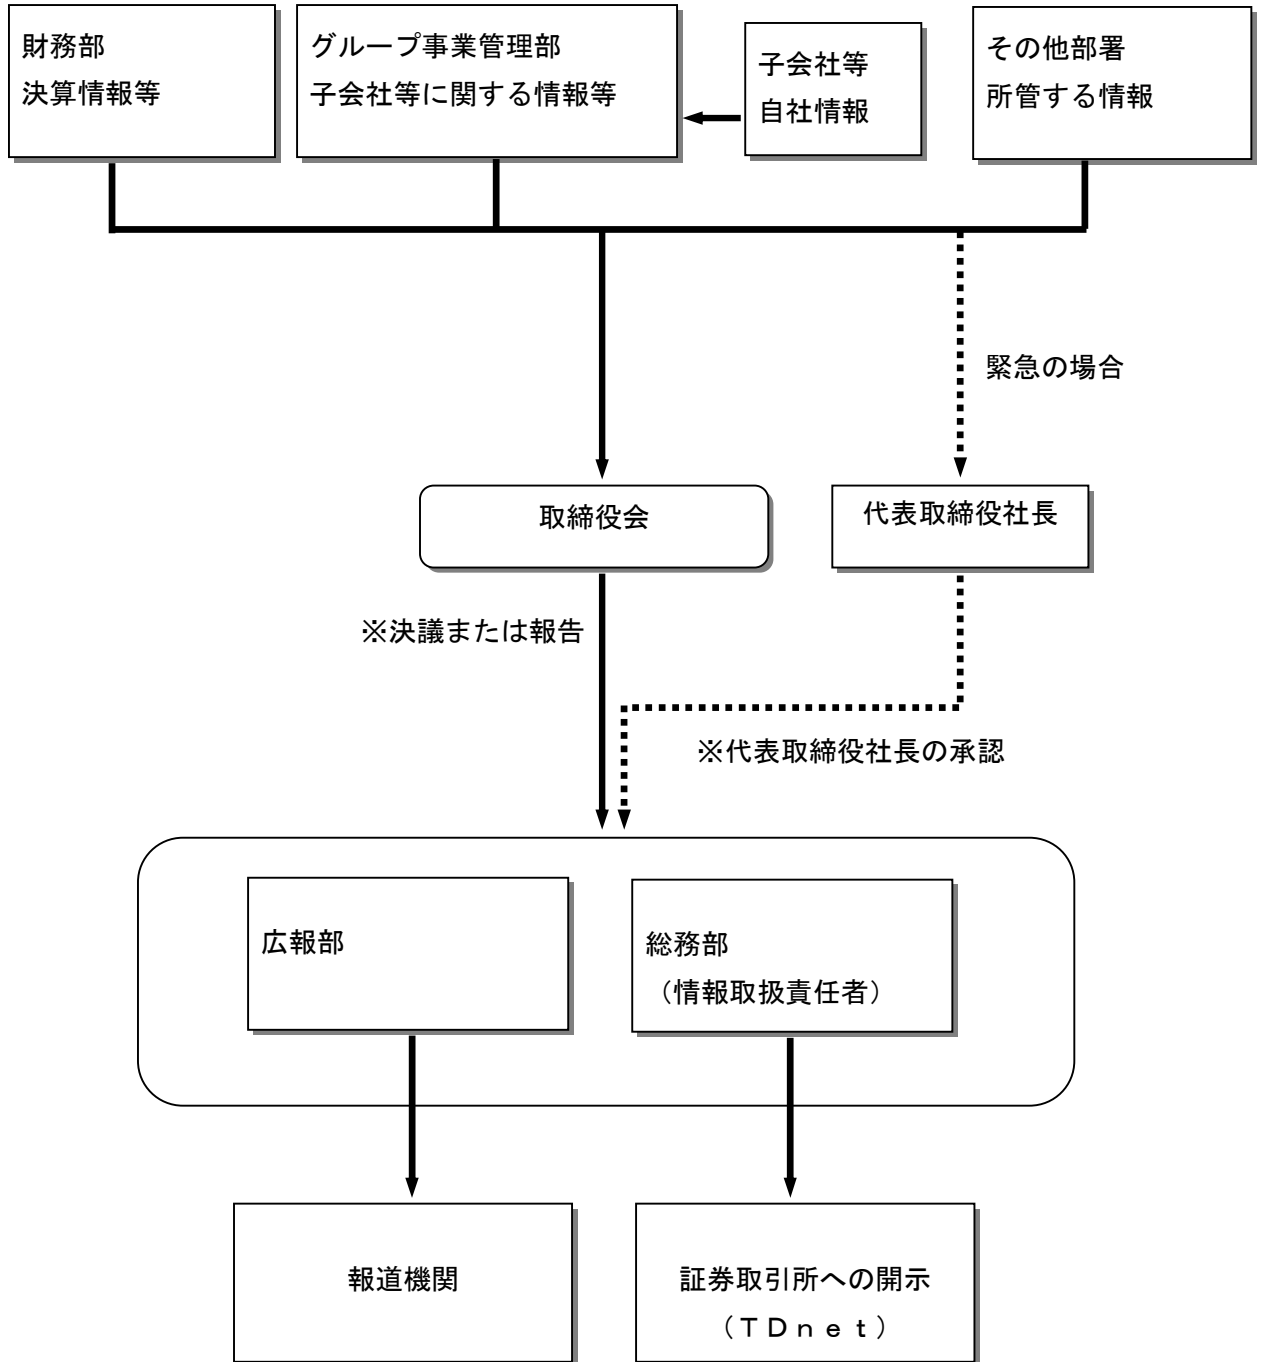 財務部
決算情報等
グループ事業管理部
子会社等に関する情報等
子会社等
自社情報
その他部署
所管する情報
緊急の場合
取締役会
代表取締役社長
※決議または報告
※代表取締役社長の承認
広報部
総務部
（情報取扱責任者）
報道機関
証券取引所への開示
（ＴＤｎｅｔ）